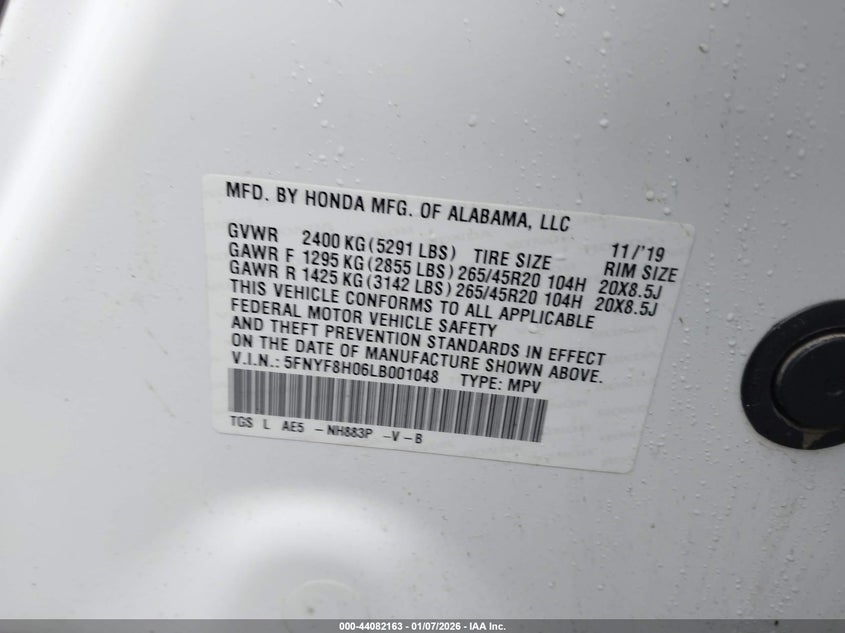 MFD. BY HONDA MFG. OF ALABAMA, LLC
11/'19
GVWR 2400 KG (5291 LBS) TIRE SIZE RIM SIZE
GAWR F 1295 KG (2855 LBS) 265/45R20 104H 20X8.5J
GAWR R 1425 KG (3142 LBS) 265/45R20 104H 20X8.5J
THIS VEHICLE CONFORMS TO ALL APPLICABLE
FEDERAL MOTOR VEHICLE SAFETY
AND THEFT PREVENTION STANDARDS IN EFFECT
ON THE DATE OF MANUFACTURE SHOWN ABOVE.
V.I.N.: 5FNYF8H06LB001048 TYPE: MPV
TGS L AE5 -NH883P -V-B
000-44082163 - 01/07/2026 - IAA Inc.